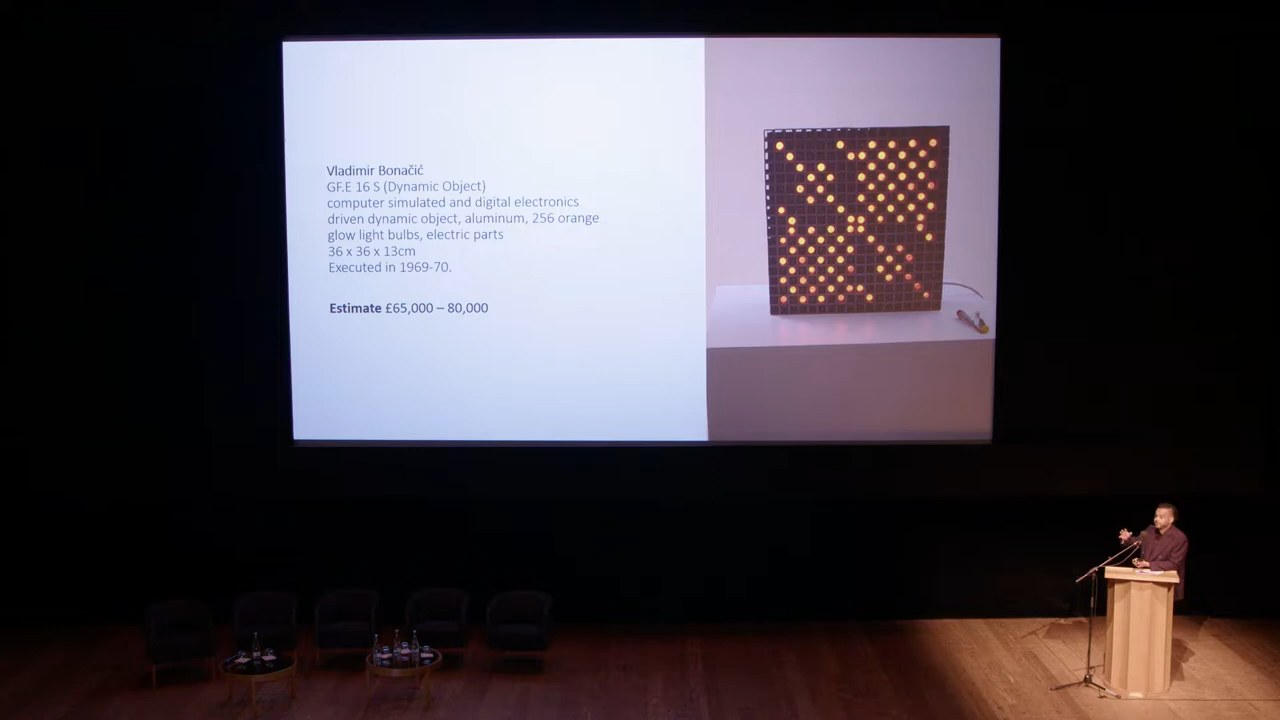 Vladimir Bonačić
GF.E 16 S (Dynamic Object)
computer simulated and digital electronics
driven dynamic object, aluminum, 256 orange
glow light bulbs, electric parts
36 x 36 x 13cm
Executed in 1969-70.
Estimate £65,000 – 80,000